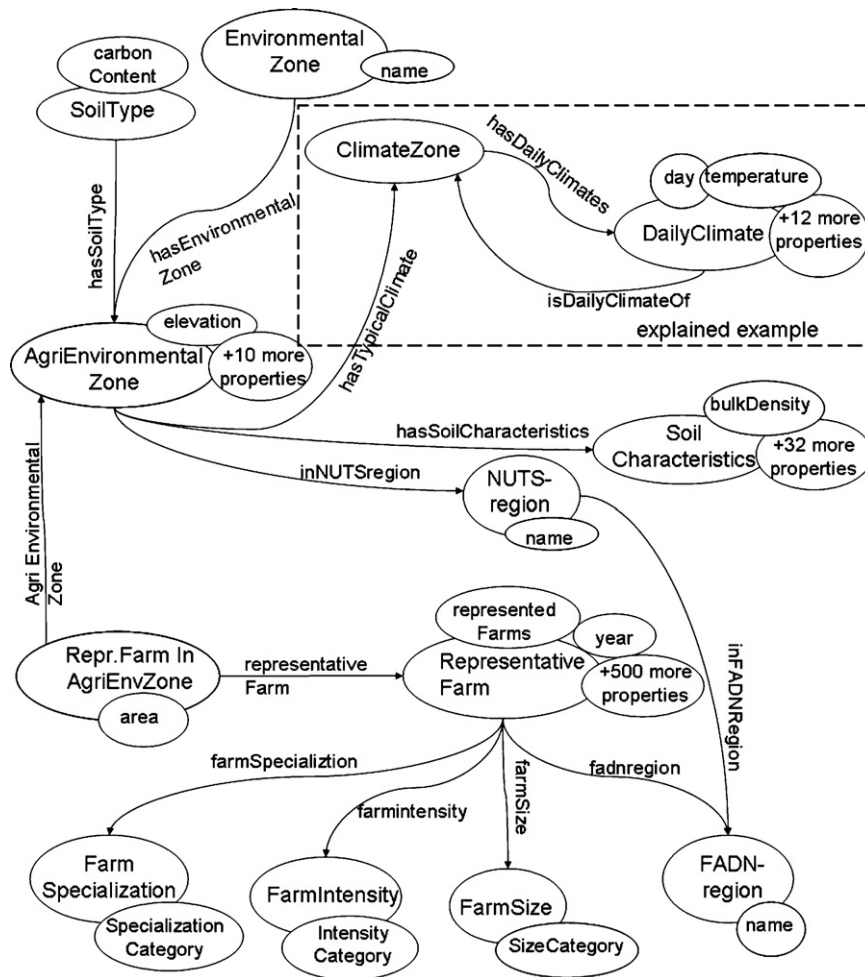 carbon
Content
SoilType
Environmental
Zone
name
hasSoilType
hasEnvironmental
Zone
ClimateZone
hasDailyClimates
day
temperature
DailyClimate
+12 more
properties
isDailyClimateOf
explained example
hasTypicalClimate
elevation
AgriEnvironmental
Zone
+10 more
properties
hasSoilCharacteristics
bulkDensity
Soil
Characteristics
+32 more
properties
inNUTSregion
NUTS-
region
name
Agri Environmental
Zone
Repr.Farm In
AgriEnvZone
area
representative
Farm
represented
Farms
year
Representative
Farm
+500 more
properties
inFADNRegion
farmSpecializtion
farmintensity
farmSize
fadnregion
Farm
Specialization
Specialization
Category
FarmIntensity
Intensity
Category
FarmSize
SizeCategory
FADN-
region
name